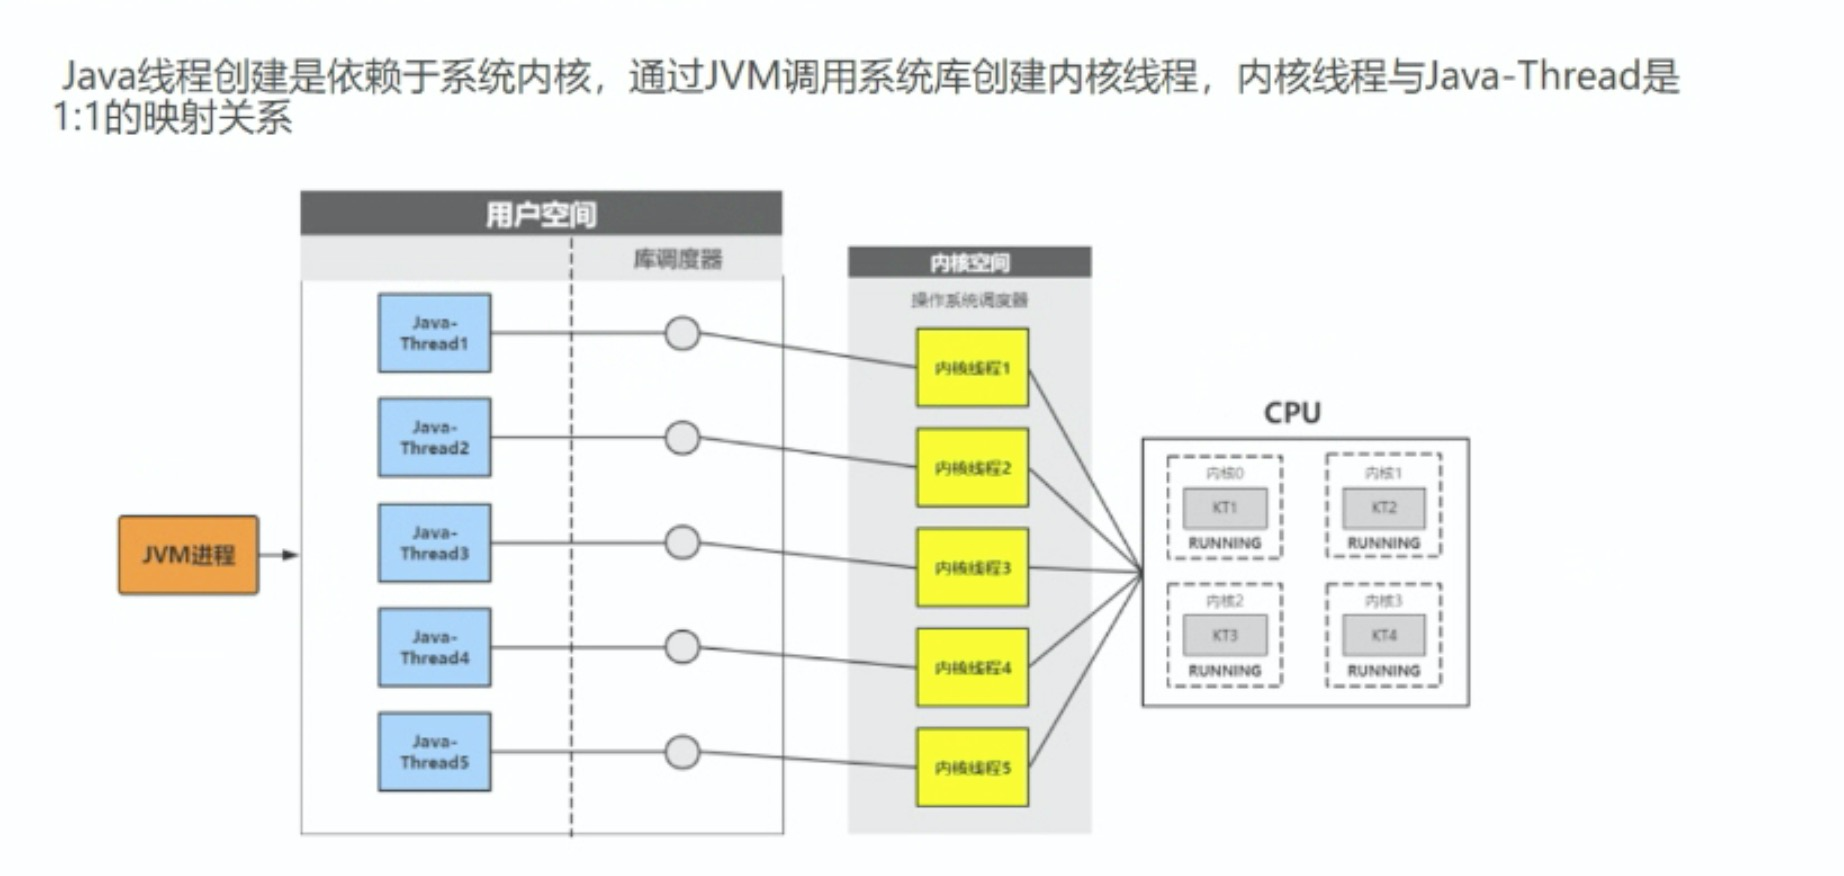 Java线程创建是依赖于系统内核，通过JVM调用系统库创建内核线程，内核线程与Java-Thread是
1:1的映射关系
用户空间
库调度器
内核空间
操作系统调度器
Java-
Thread1
内核线程1
Java-
Thread2
内核线程2
Java-
Thread3
内核线程3
Java-
Thread4
内核线程4
Java-
Thread5
内核线程5
JVM进程
CPU
内核0
KT1
RUNNING
内核1
KT2
RUNNING
内核2
KT3
RUNNING
内核3
KT4
RUNNING